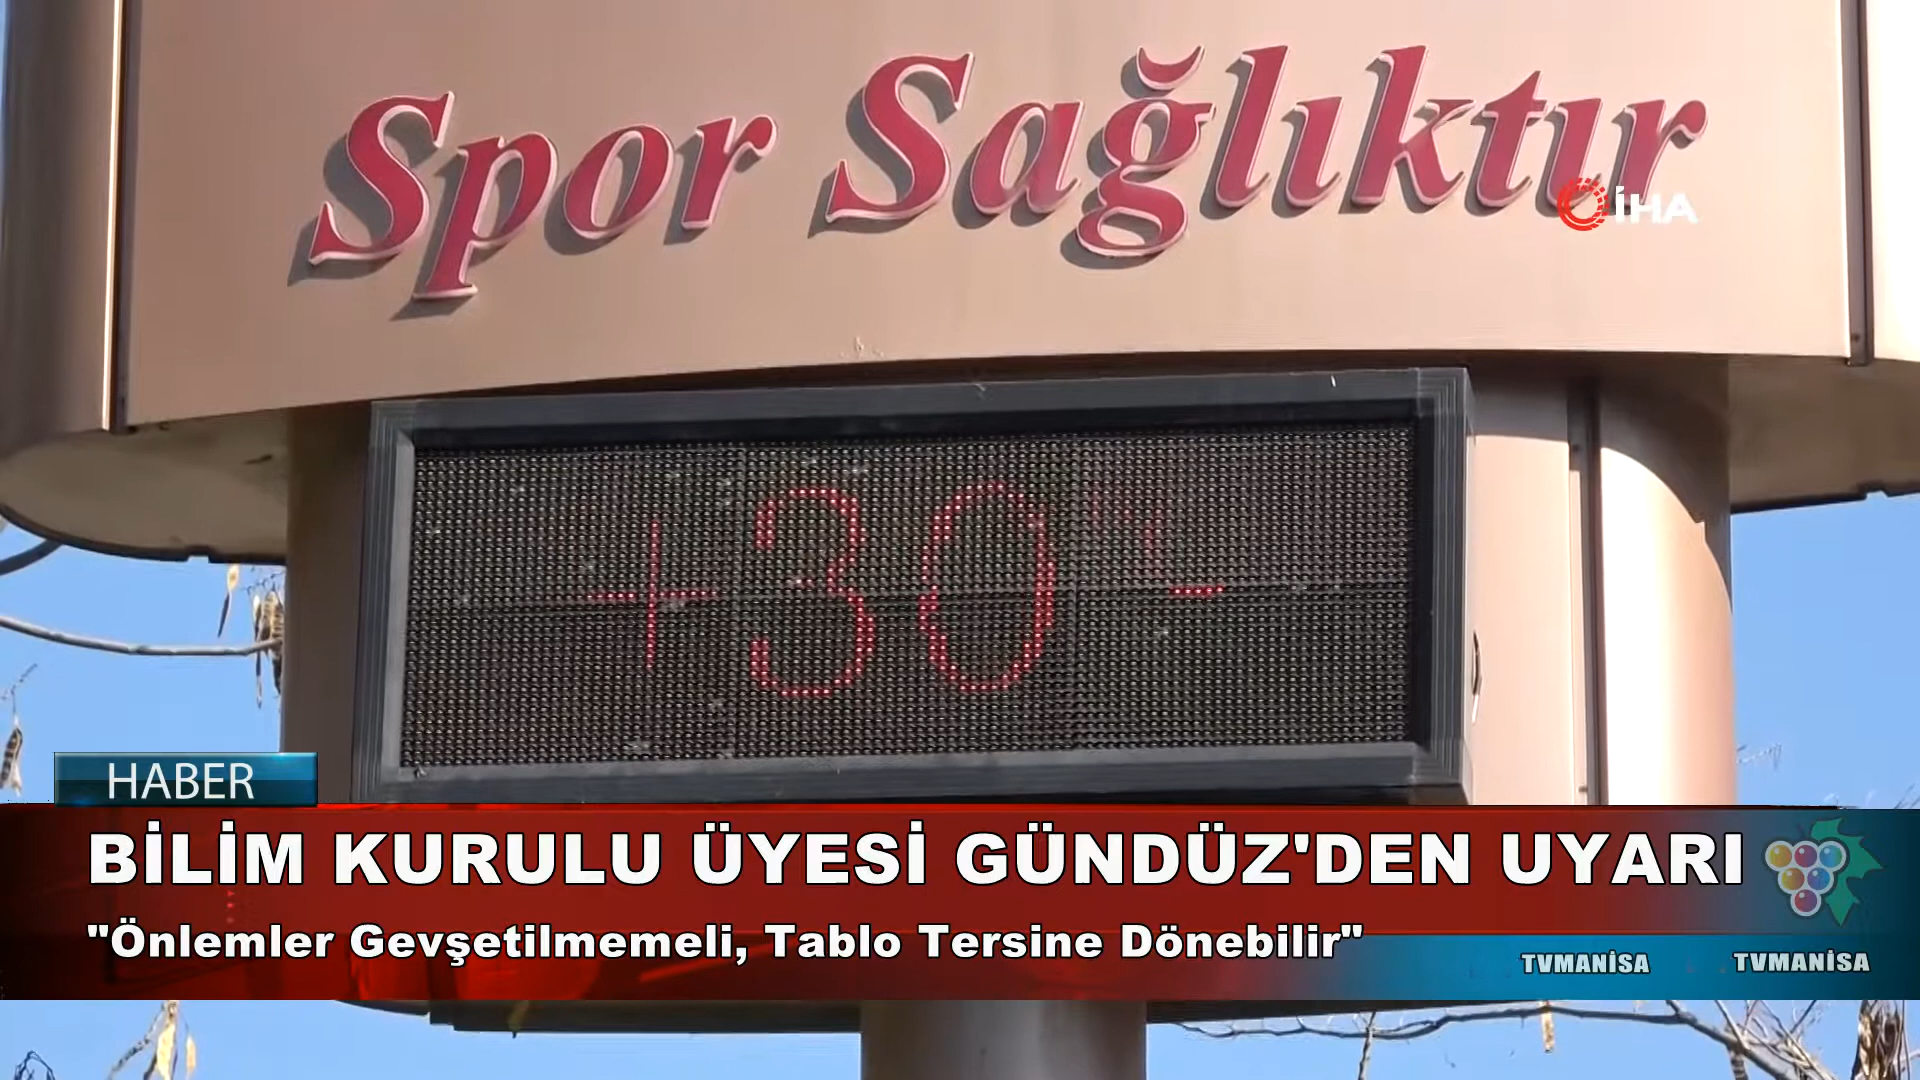 Spor Sağlıktır
İHA
+30
HABER
BİLİM KURULU ÜYESİ GÜNDÜZ'DEN UYARI
"Önlemler Gevşetilmemeli, Tablo Tersine Dönebilir"
TVMANİSA
TVMANİSA